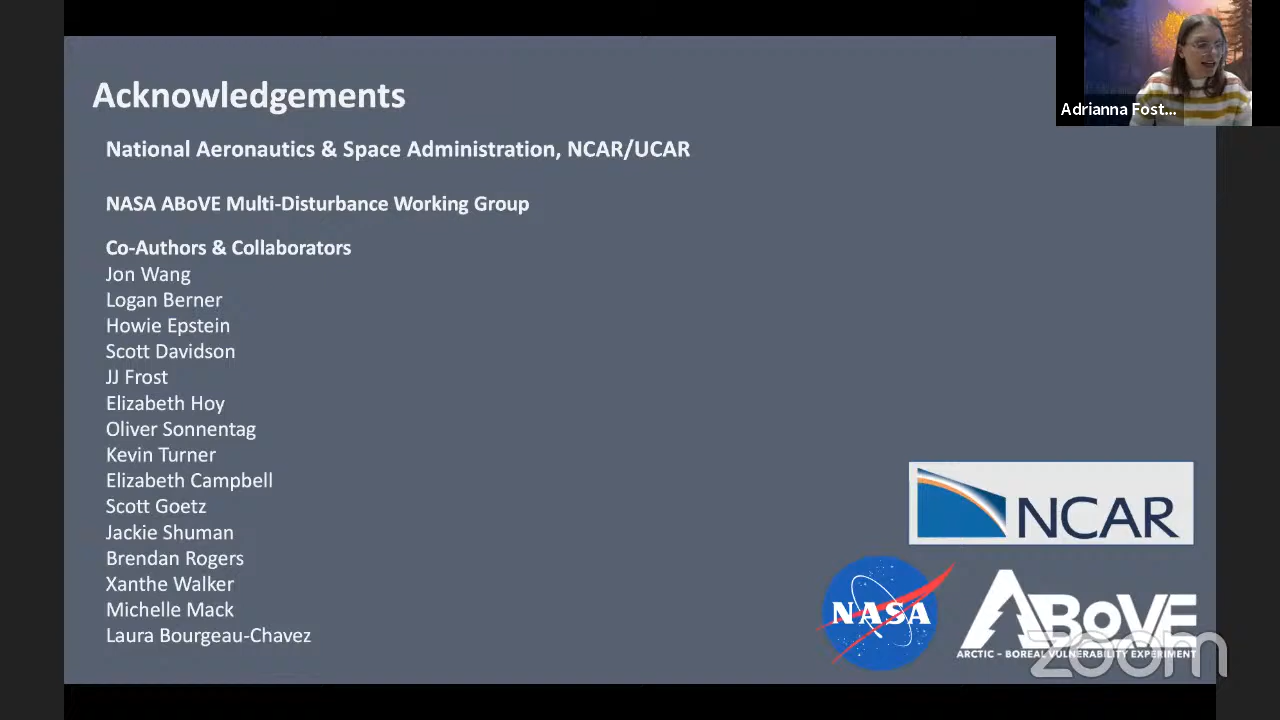 Acknowledgements
Adrianna Fost...
National Aeronautics & Space Administration, NCAR/UCAR
NASA ABoVE Multi-Disturbance Working Group
Co-Authors & Collaborators
Jon Wang
Logan Berner
Howie Epstein
Scott Davidson
JJ Frost
Elizabeth Hoy
Oliver Sonnentag
Kevin Turner
Elizabeth Campbell
Scott Goetz
Jackie Shuman
Brendan Rogers
Xanthe Walker
Michelle Mack
Laura Bourgeau-Chavez
NCAR
NASA
ABoVE
ARCTIC – BOREAL VULNERABILITY EXPERIMENT
zoom